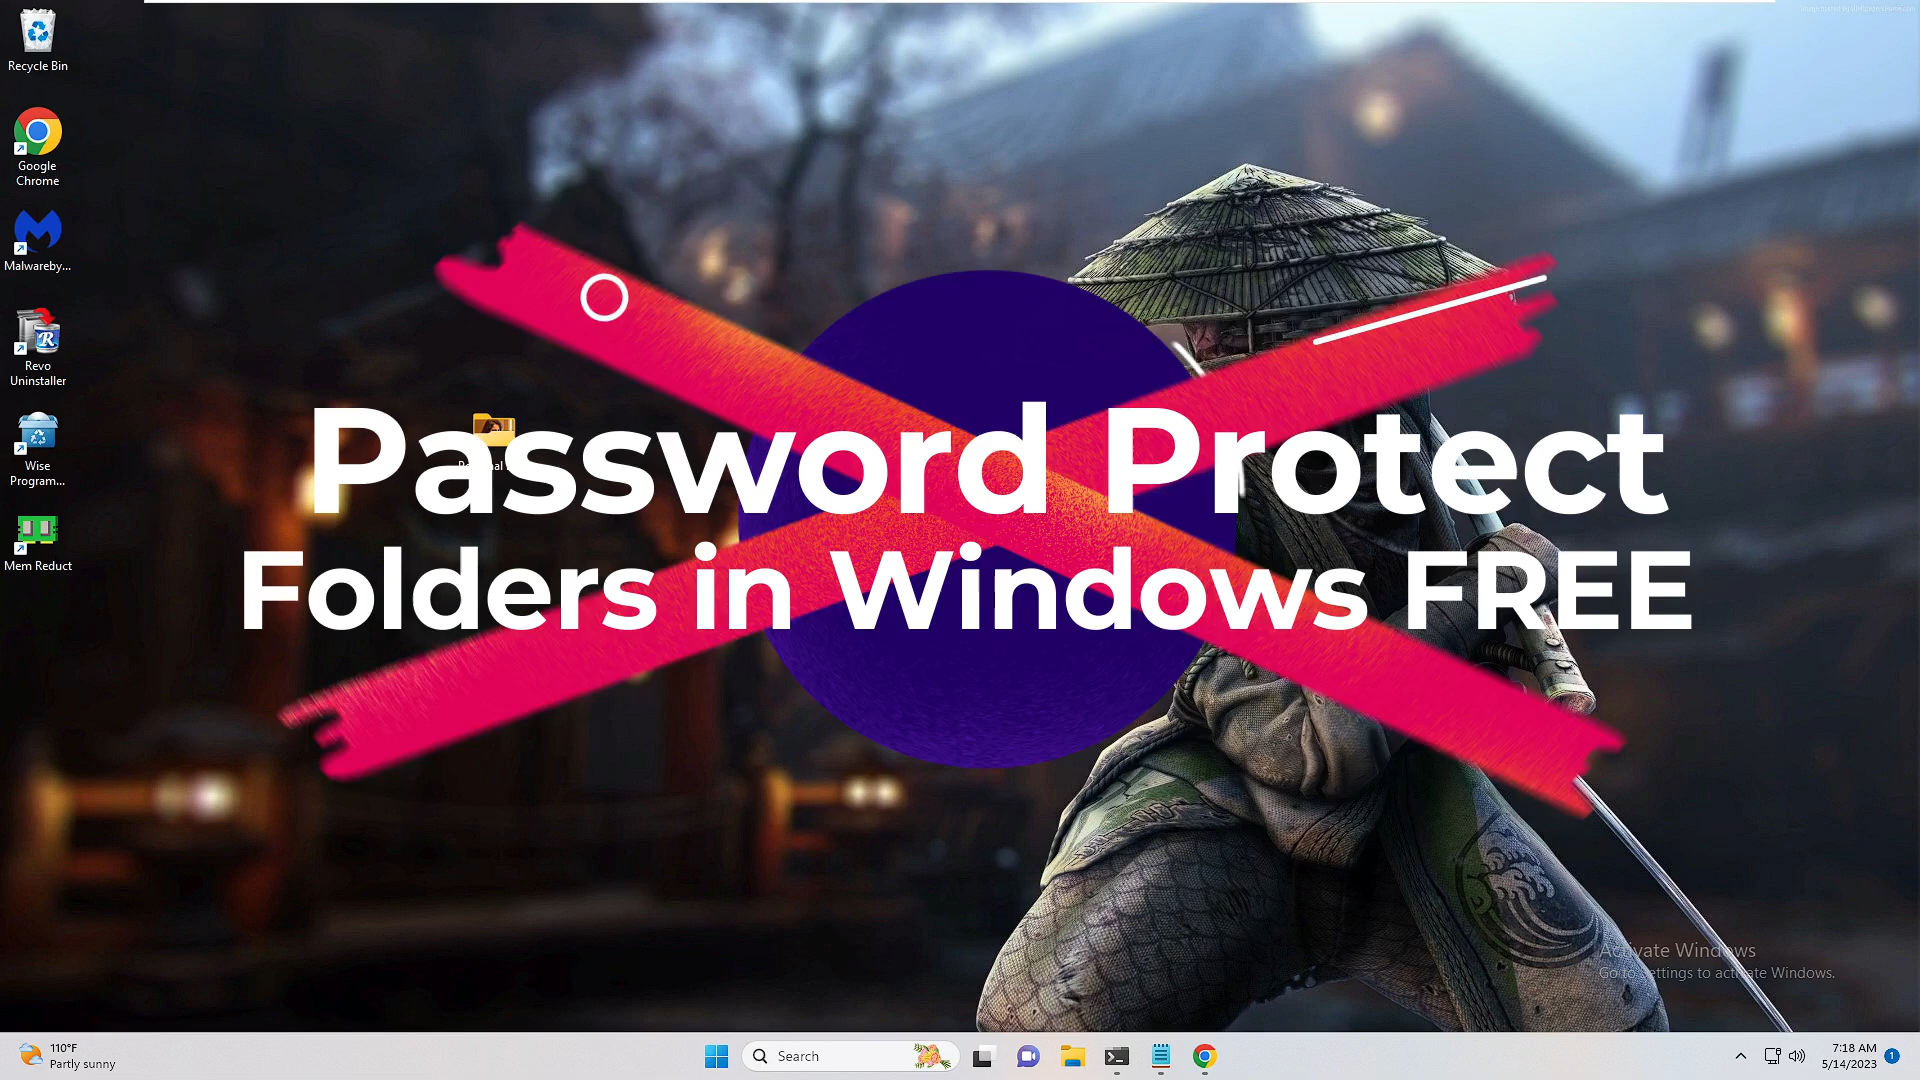 Recycle Bin
Google
Chrome
Malwareby...
Revo
Uninstaller
Wise
Program...
Mem Reduct
Password Protect
Folders in Windows FREE
Activate Windows
Go to Settings to activate Windows.
110°F
Partly sunny
Search
7:18 AM
5/14/2023
1